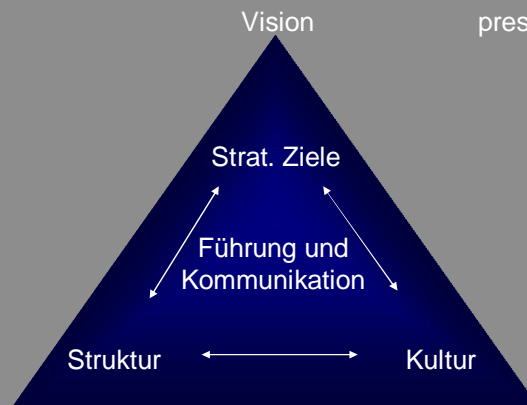 Vision
pres
Strat. Ziele
Führung und
Kommunikation
Struktur
Kultur